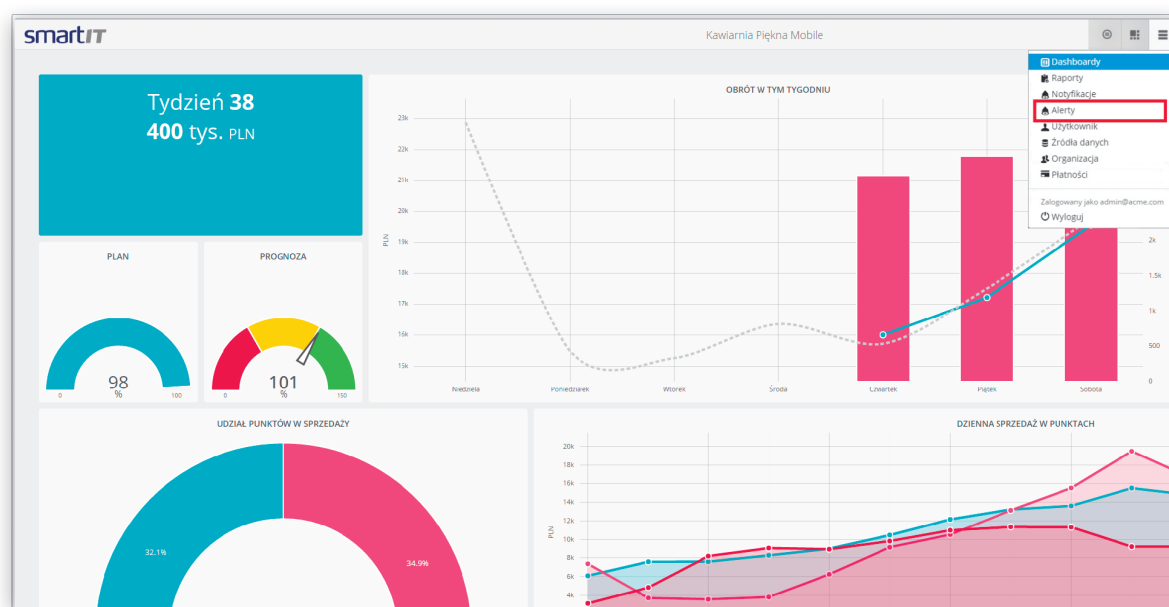 smartIT
Kawiarnia Piękna Mobile
Dashboardy
Raporty
Notyfikacje
Alerty
Użytkownik
Źródła danych
Organizacja
Płatności
Zalogowany jako admin@acme.com
Wyloguj
Tydzień 38
400 tys. PLN
OBRÓT W TYM TYGODNIU
23k
22k
21k
20k
19k
18k
17k
16k
15k
PLN
2k
1.5k
1k
500
0
Niedziela Poniedziałek Wtorek Środa Czwartek Piątek Sobota
PLAN
98
%
0 100
PROGNOZA
101
%
0 150
UDZIAŁ PUNKTÓW W SPRZEDAŻY
32.1%
34.9%
DZIENNA SPRZEDAŻ W PUNKTACH
20k
18k
16k
14k
12k
10k
8k
6k
4k
PLN